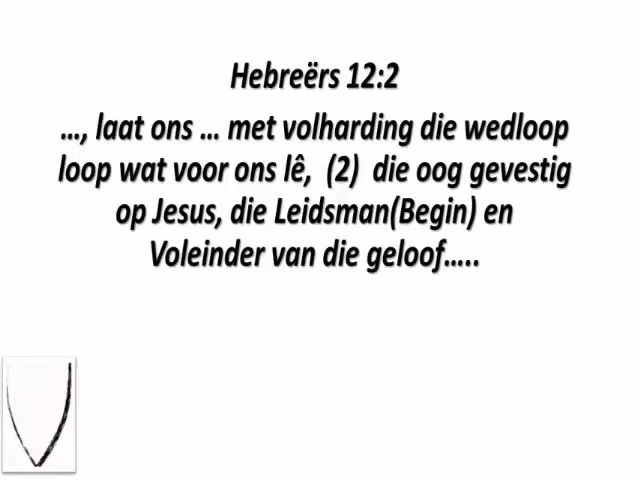 Hebreërs 12:2
…, laat ons … met volharding die wedloop
loop wat voor ons lê,  (2)  die oog gevestig
op Jesus, die Leidsman(Begin) en
Voleinder van die geloof…..